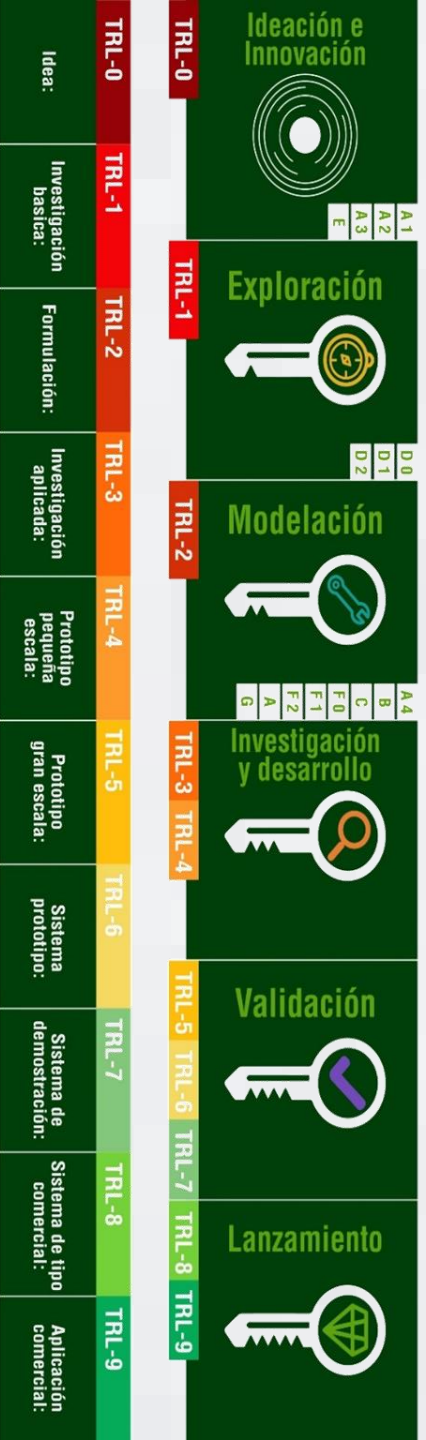 Ideación e
Innovación
TRL-0
A1
A2
A3
E
Exploración
TRL-1
D0
D1
D2
Modelación
TRL-2
A4
B
C
F0
F1
F2
A
G
Investigación
y desarrollo
TRL-3
TRL-4
Validación
TRL-5
TRL-6
TRL-7
Lanzamiento
TRL-8
TRL-9
TRL-0
Idea:
TRL-1
Investigación
basica:
TRL-2
Formulación:
TRL-3
Investigación
aplicada:
TRL-4
Prototipo
pequeña
escala:
TRL-5
Prototipo
gran escala:
TRL-6
Sistema
prototipo:
TRL-7
Sistema de
demostración:
TRL-8
Sistema de tipo
comercial:
TRL-9
Aplicación
comercial: